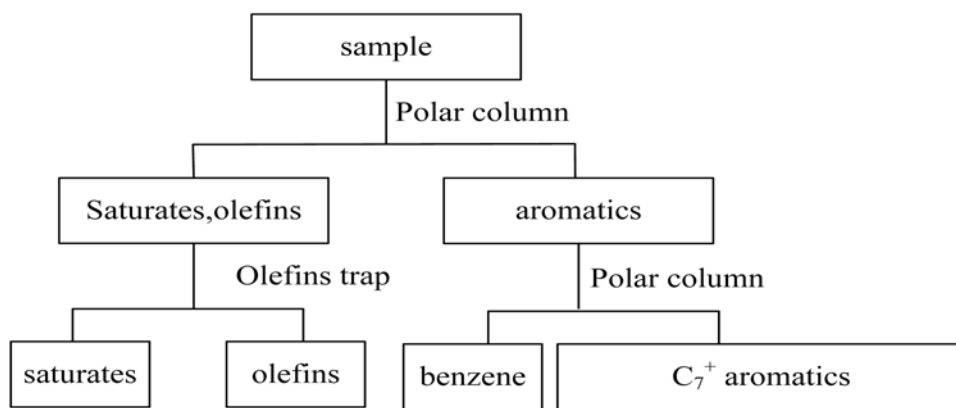 sample
Polar column
Saturates,olefins
aromatics
Olefins trap
Polar column
saturates
olefins
benzene
C₇⁺ aromatics